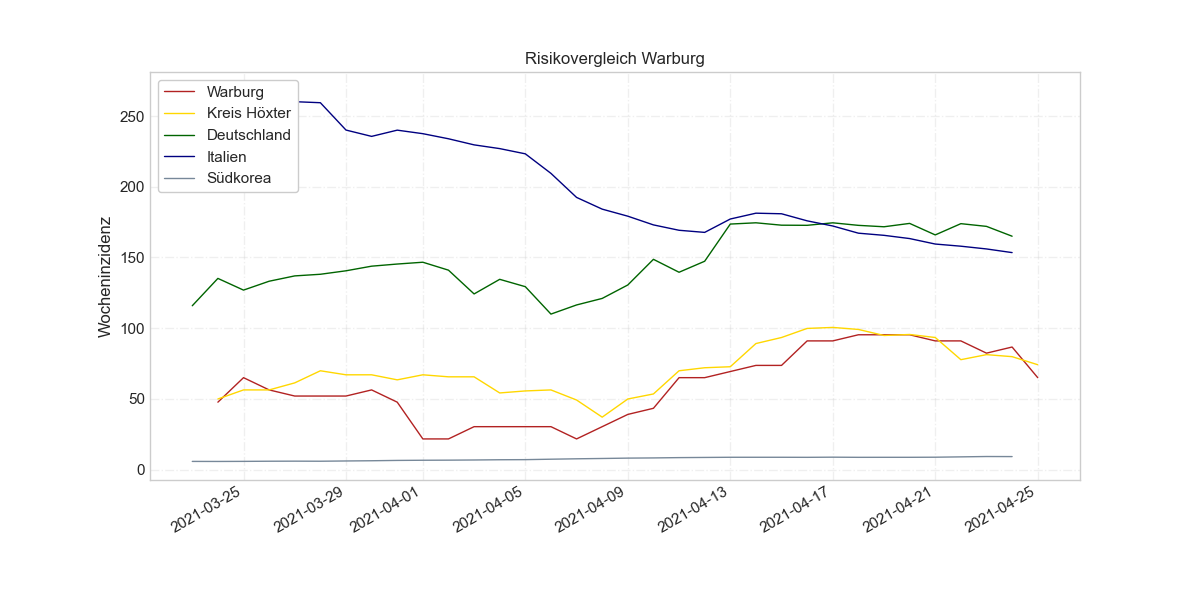 Risikovergleich Warburg
Warburg
Kreis Höxter
Deutschland
Italien
Südkorea
Wocheninzidenz
250
200
150
100
50
0
2021-03-25
2021-03-29
2021-04-01
2021-04-05
2021-04-09
2021-04-13
2021-04-17
2021-04-21
2021-04-25